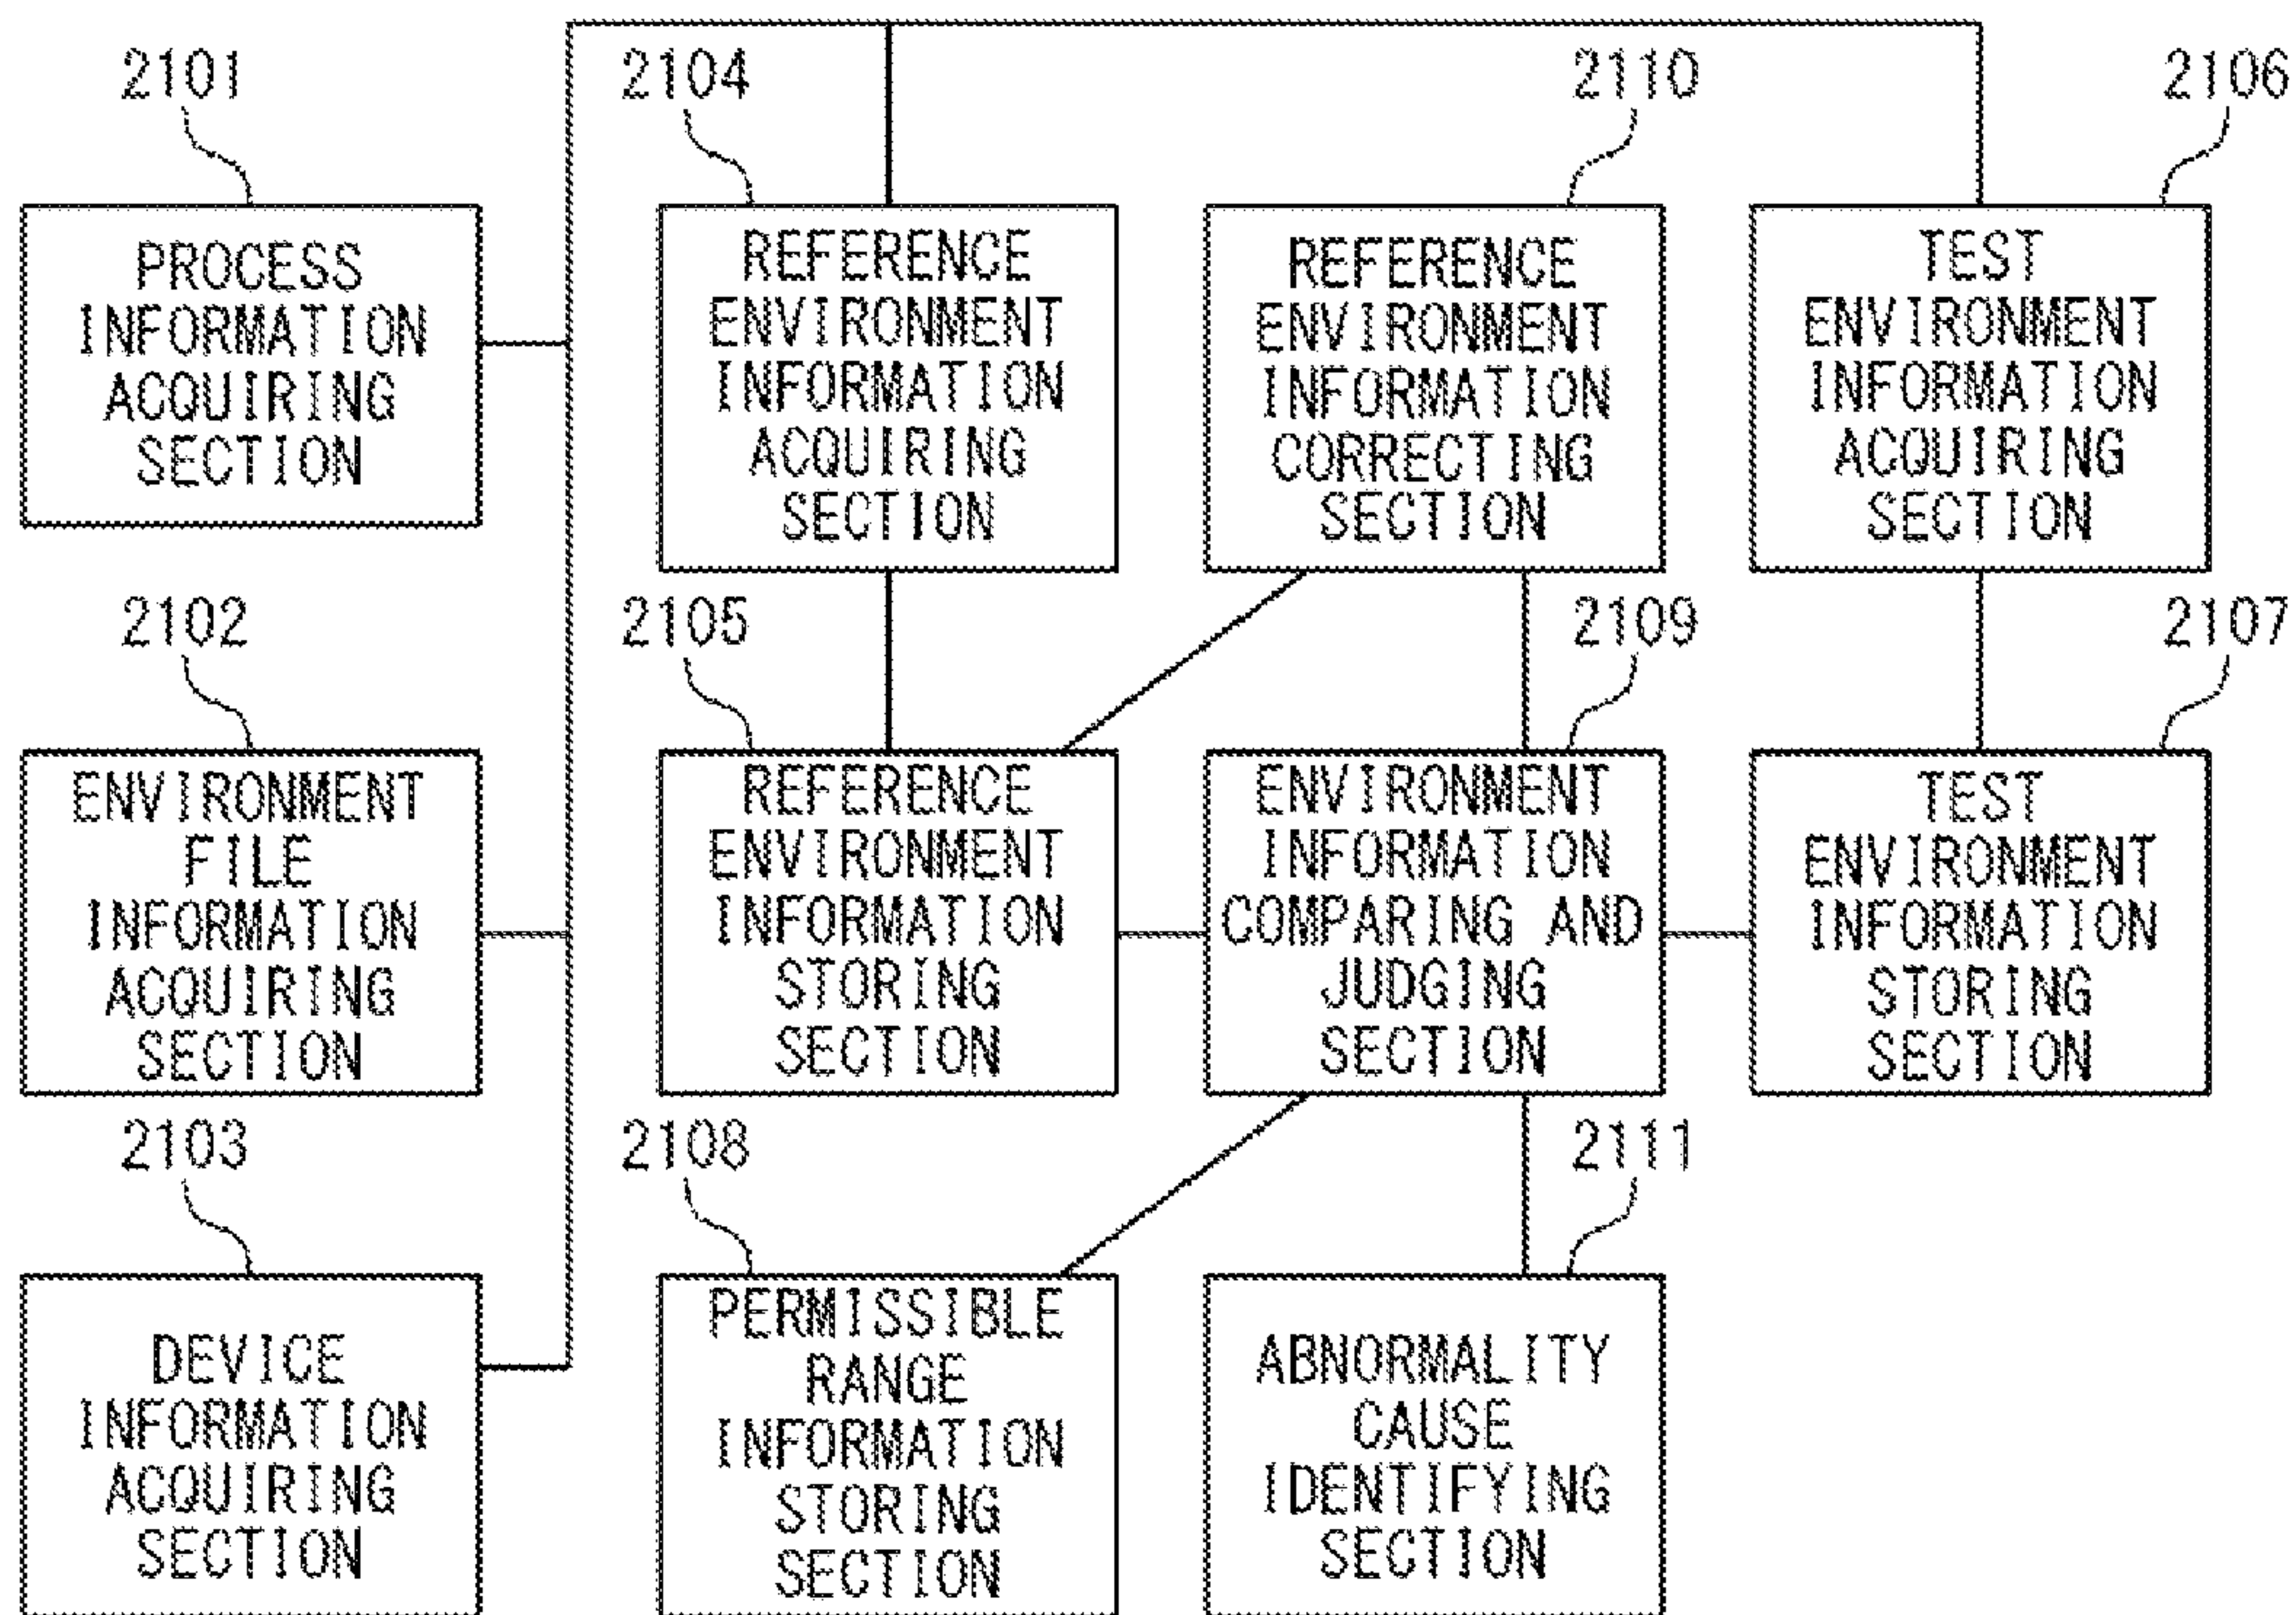 2101
PROCESS
INFORMATION
ACQUIRING
SECTION
2104
REFERENCE
ENVIRONMENT
INFORMATION
ACQUIRING
SECTION
2110
REFERENCE
ENVIRONMENT
INFORMATION
CORRECTING
SECTION
2106
TEST
ENVIRONMENT
INFORMATION
ACQUIRING
SECTION
2102
ENVIRONMENT
FILE
INFORMATION
ACQUIRING
SECTION
2105
REFERENCE
ENVIRONMENT
INFORMATION
STORING
SECTION
2109
ENVIRONMENT
INFORMATION
COMPARING AND
JUDGING
SECTION
2107
TEST
ENVIRONMENT
INFORMATION
STORING
SECTION
2103
DEVICE
INFORMATION
ACQUIRING
SECTION
2108
PERMISSIBLE
RANGE
INFORMATION
STORING
SECTION
2111
ABNORMALITY
CAUSE
IDENTIFYING
SECTION